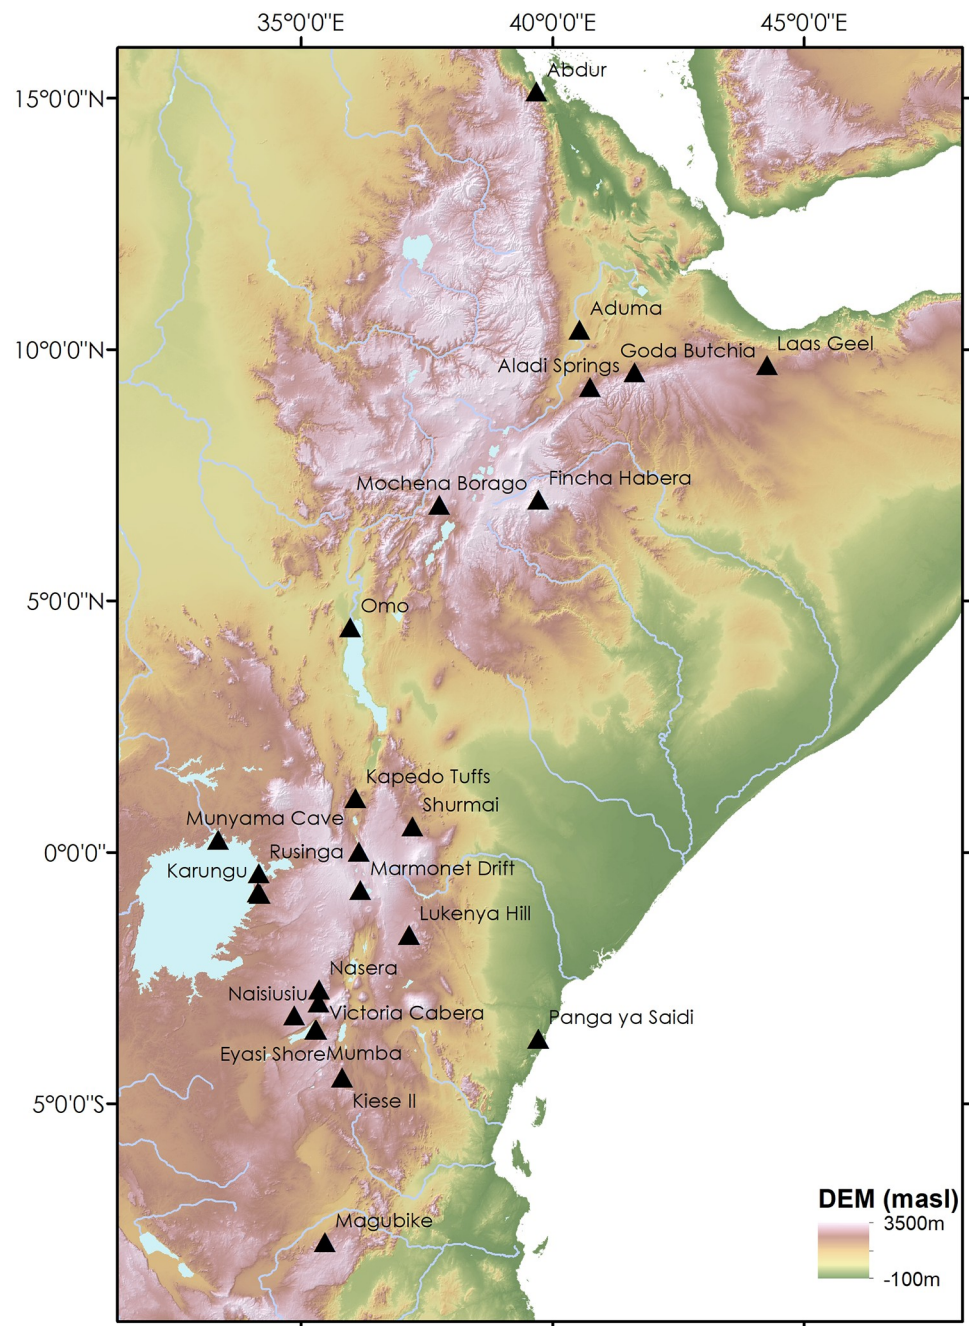 35°0'0"E 40°0'0"E 45°0'0"E
Abdur
15°0'0"N
Aduma
10°0'0"N
Laas Geel
Goda Butchia
Aladi Springs
Fincha Habera
Mochena Borago
5°0'0"N
Omo
Kapedo Tuffs
Shurmai
Munyama Cave
0°0'0"
Rusinga
Karungu
Marmonet Drift
Lukenya Hill
Nasera
Naisiusiu
Victoria Cabera
Panga ya Saidi
Eyasi Shore
Mumba
Kiese II
5°0'0"S
DEM (masl)
3500m
Magubike
-100m